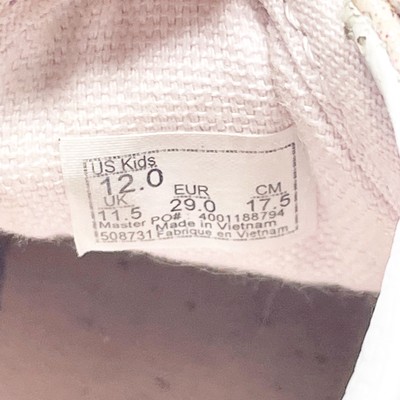 US Kids
12.0
UK EUR CM
11.5 29.0 17.5
Master PO# 4001188794
Made in Vietnam
508731 Fabrique en Vietnam